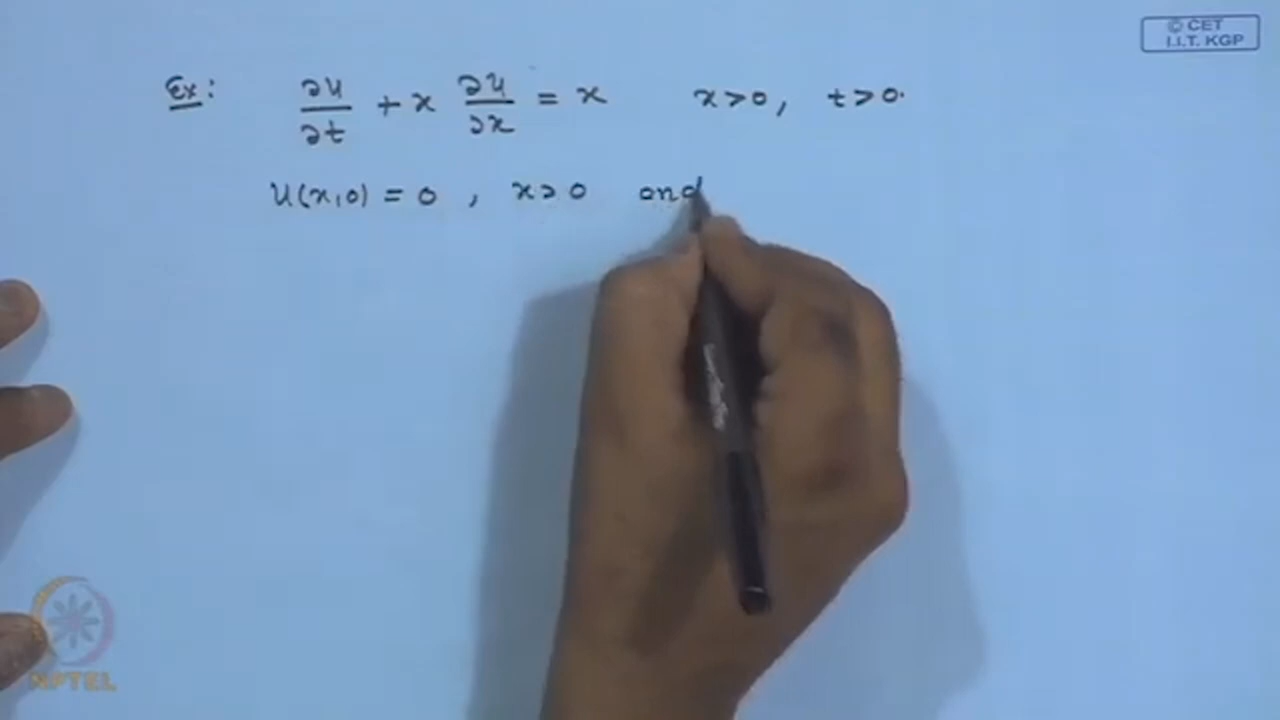 © CET
I.I.T. KGP
Ex: ∂u/∂t + x ∂u/∂x = x x>0, t>0.
u(x,0) = 0 , x>0 and
NPTEL